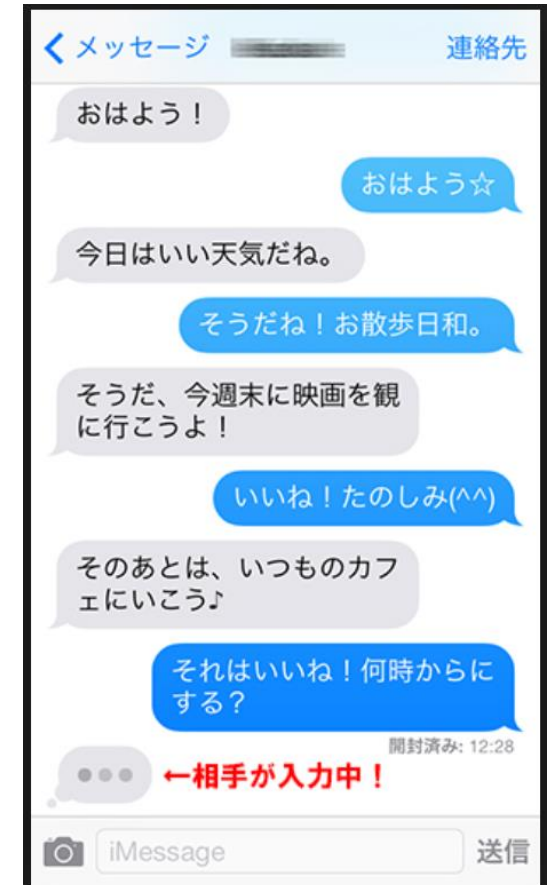 メッセージ
連絡先
おはよう！
おはよう☆
今日はいい天気だね。
そうだね！お散歩日和。
そうだ、今週末に映画を観
に行こうよ！
いいね！たのしみ(^^)
そのあとは、いつものカフ
ェにいこう♪
それはいいね！何時からに
する？
開封済み: 12:28
←相手が入力中！
iMessage
送信